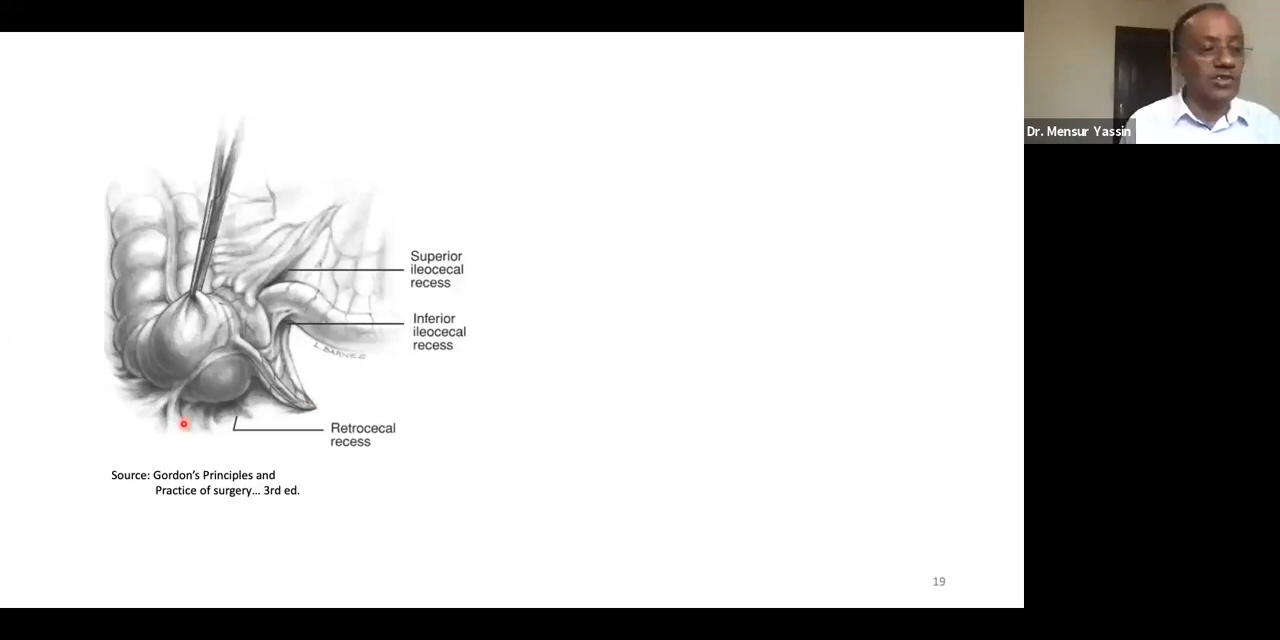 Dr. Mensur Yassin
Superior
ileocecal
recess
Inferior
ileocecal
recess
L. BARNES
Retrocecal
recess
Source: Gordon's Principles and
Practice of surgery... 3rd ed.
19